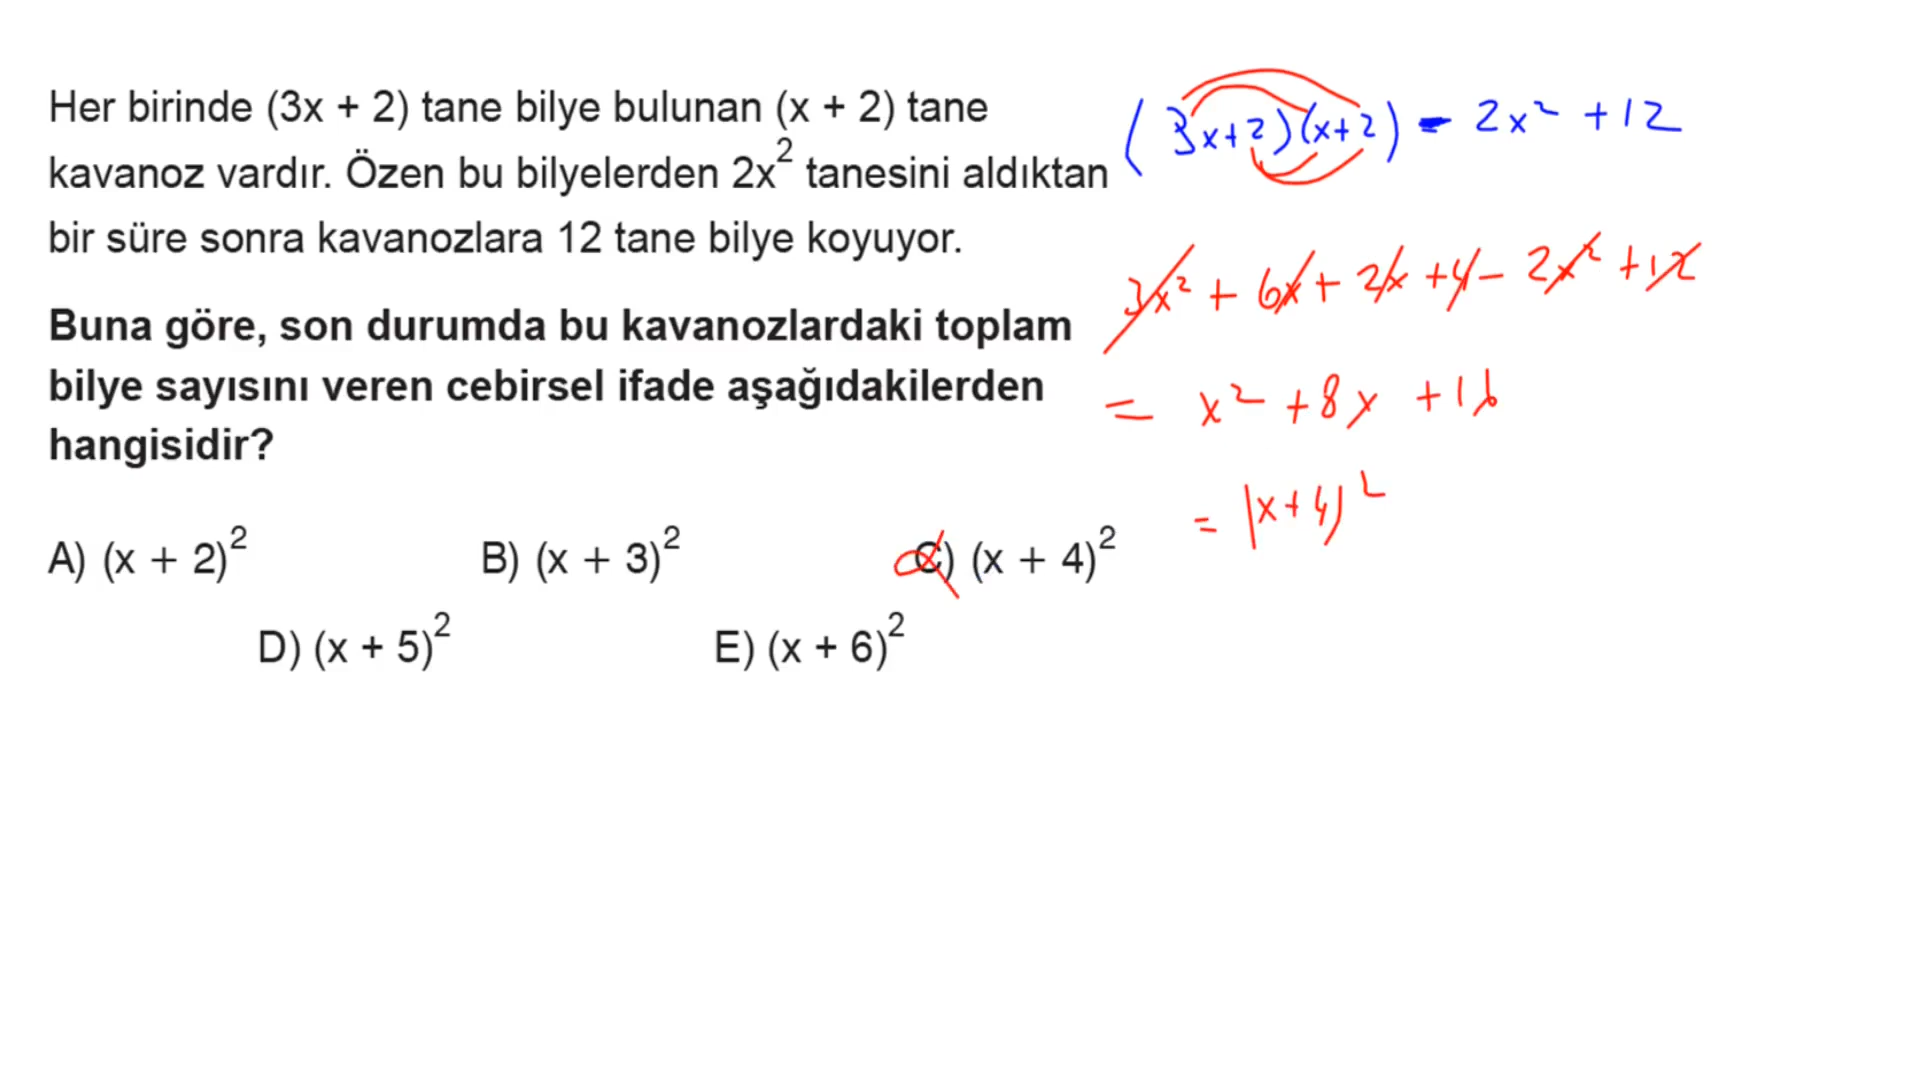 Her birinde (3x + 2) tane bilye bulunan (x + 2) tane
kavanoz vardır. Özen bu bilyelerden 2x² tanesini aldıktan
bir süre sonra kavanozlara 12 tane bilye koyuyor.
Buna göre, son durumda bu kavanozlardaki toplam
bilye sayısını veren cebirsel ifade aşağıdakilerden
hangisidir?
A) (x + 2)² B) (x + 3)² C) (x + 4)²
D) (x + 5)² E) (x + 6)²
(3x+2)(x+2) - 2x² +12
3x² + 6x + 2x + 4 - 2x² + 12
= x² + 8x + 16
= (x+4)²